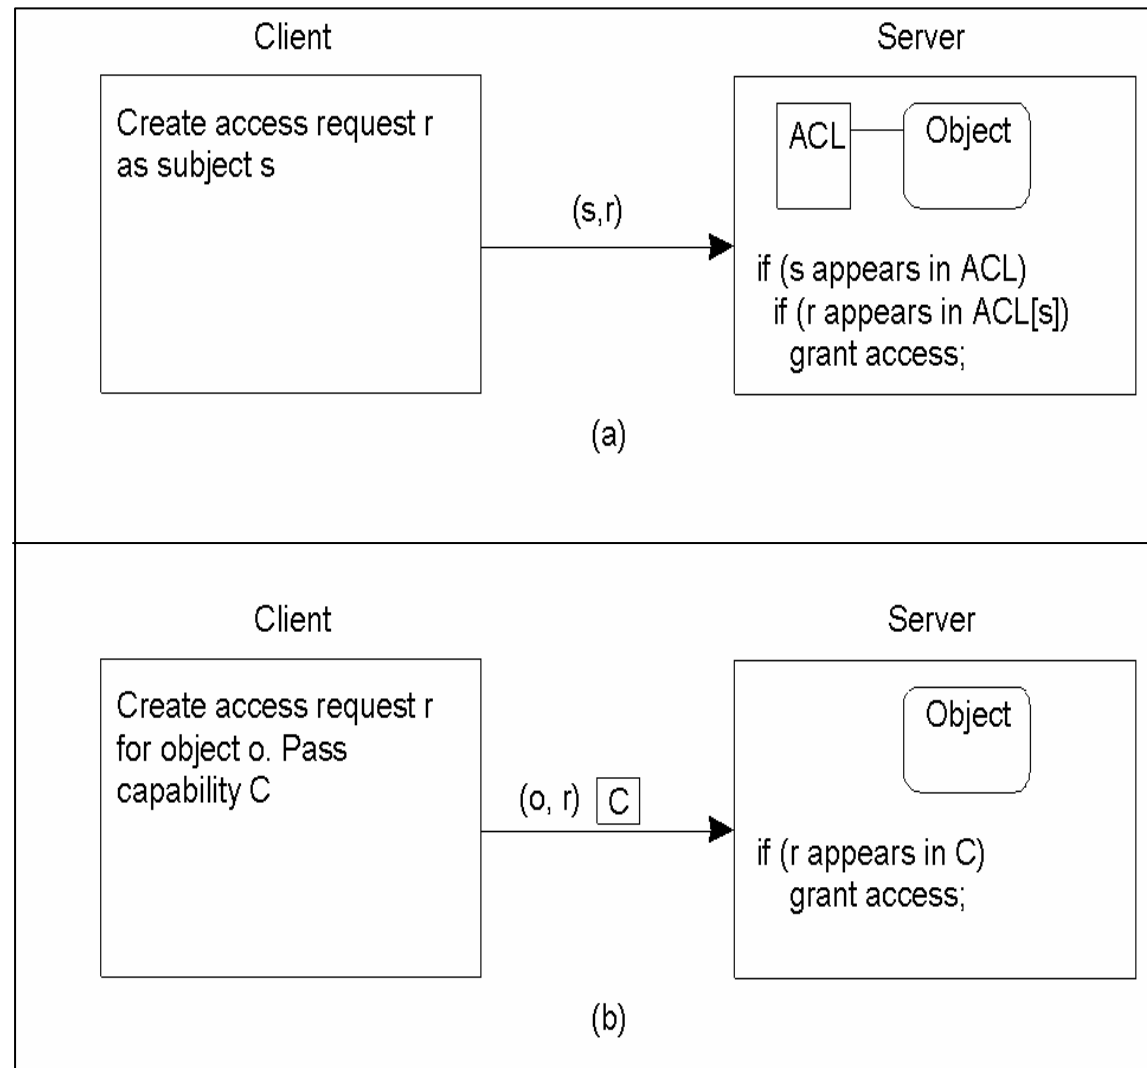 Client
Server
Create access request r
as subject s
(s,r)
ACL
Object
if (s appears in ACL)
if (r appears in ACL[s])
grant access;
(a)
Client
Server
Create access request r
for object o. Pass
capability C
(o, r) C
Object
if (r appears in C)
grant access;
(b)